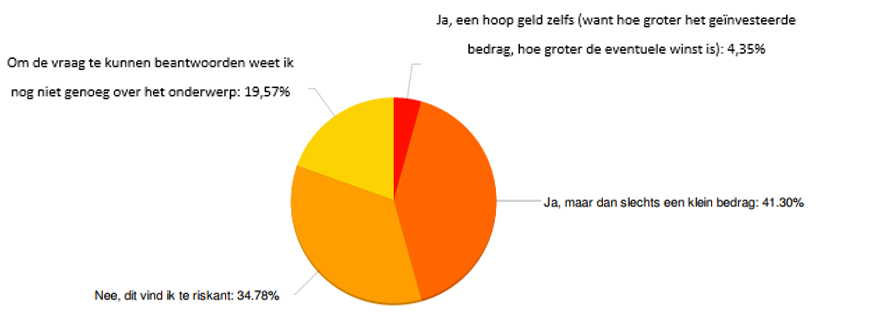 Ja, een hoop geld zelfs (want hoe groter het geïnvesteerde
bedrag, hoe groter de eventuele winst is): 4,35%
Om de vraag te kunnen beantwoorden weet ik
nog niet genoeg over het onderwerp: 19,57%
Ja, maar dan slechts een klein bedrag: 41.30%
Nee, dit vind ik te riskant: 34.78%